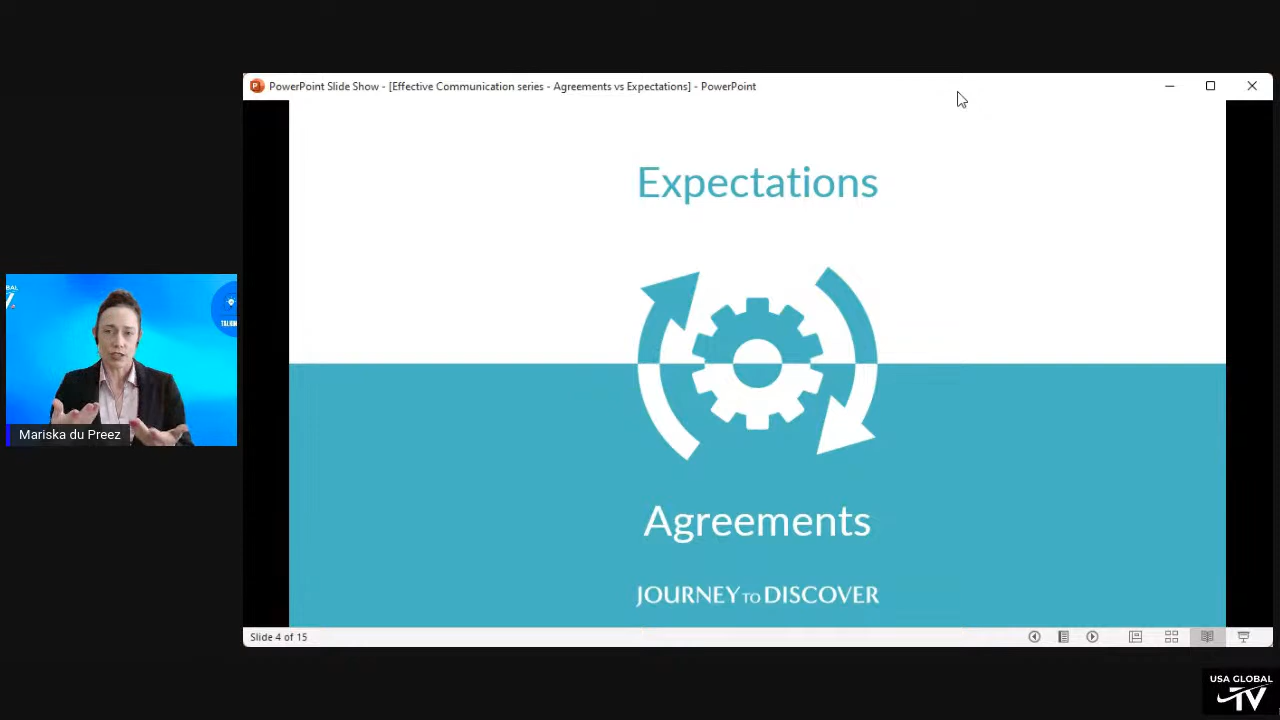 PowerPoint Slide Show - [Effective Communication series - Agreements vs Expectations] - PowerPoint
Expectations
Agreements
JOURNEY TO DISCOVER
Slide 4 of 15
Mariska du Preez
USA GLOBAL
TV